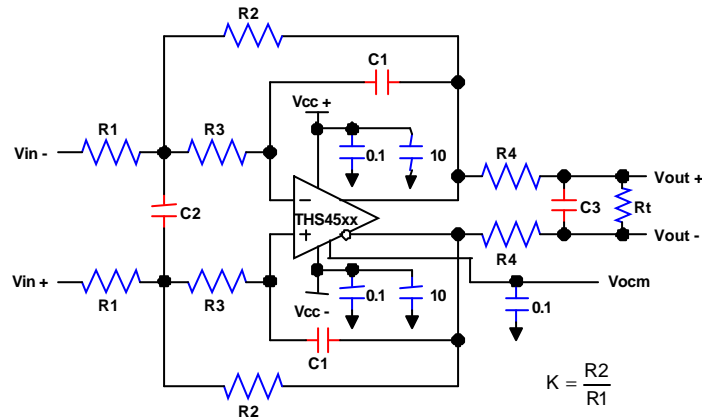 R2
C1
Vcc +
R1
R3
R4
Vin -
0.1
10
Vout +
C2
THS45xx
C3
Rt
Vout -
R4
Vin +
R1
R3
0.1
10
Vocm
0.1
Vcc -
C1
R2
K = R2
R1